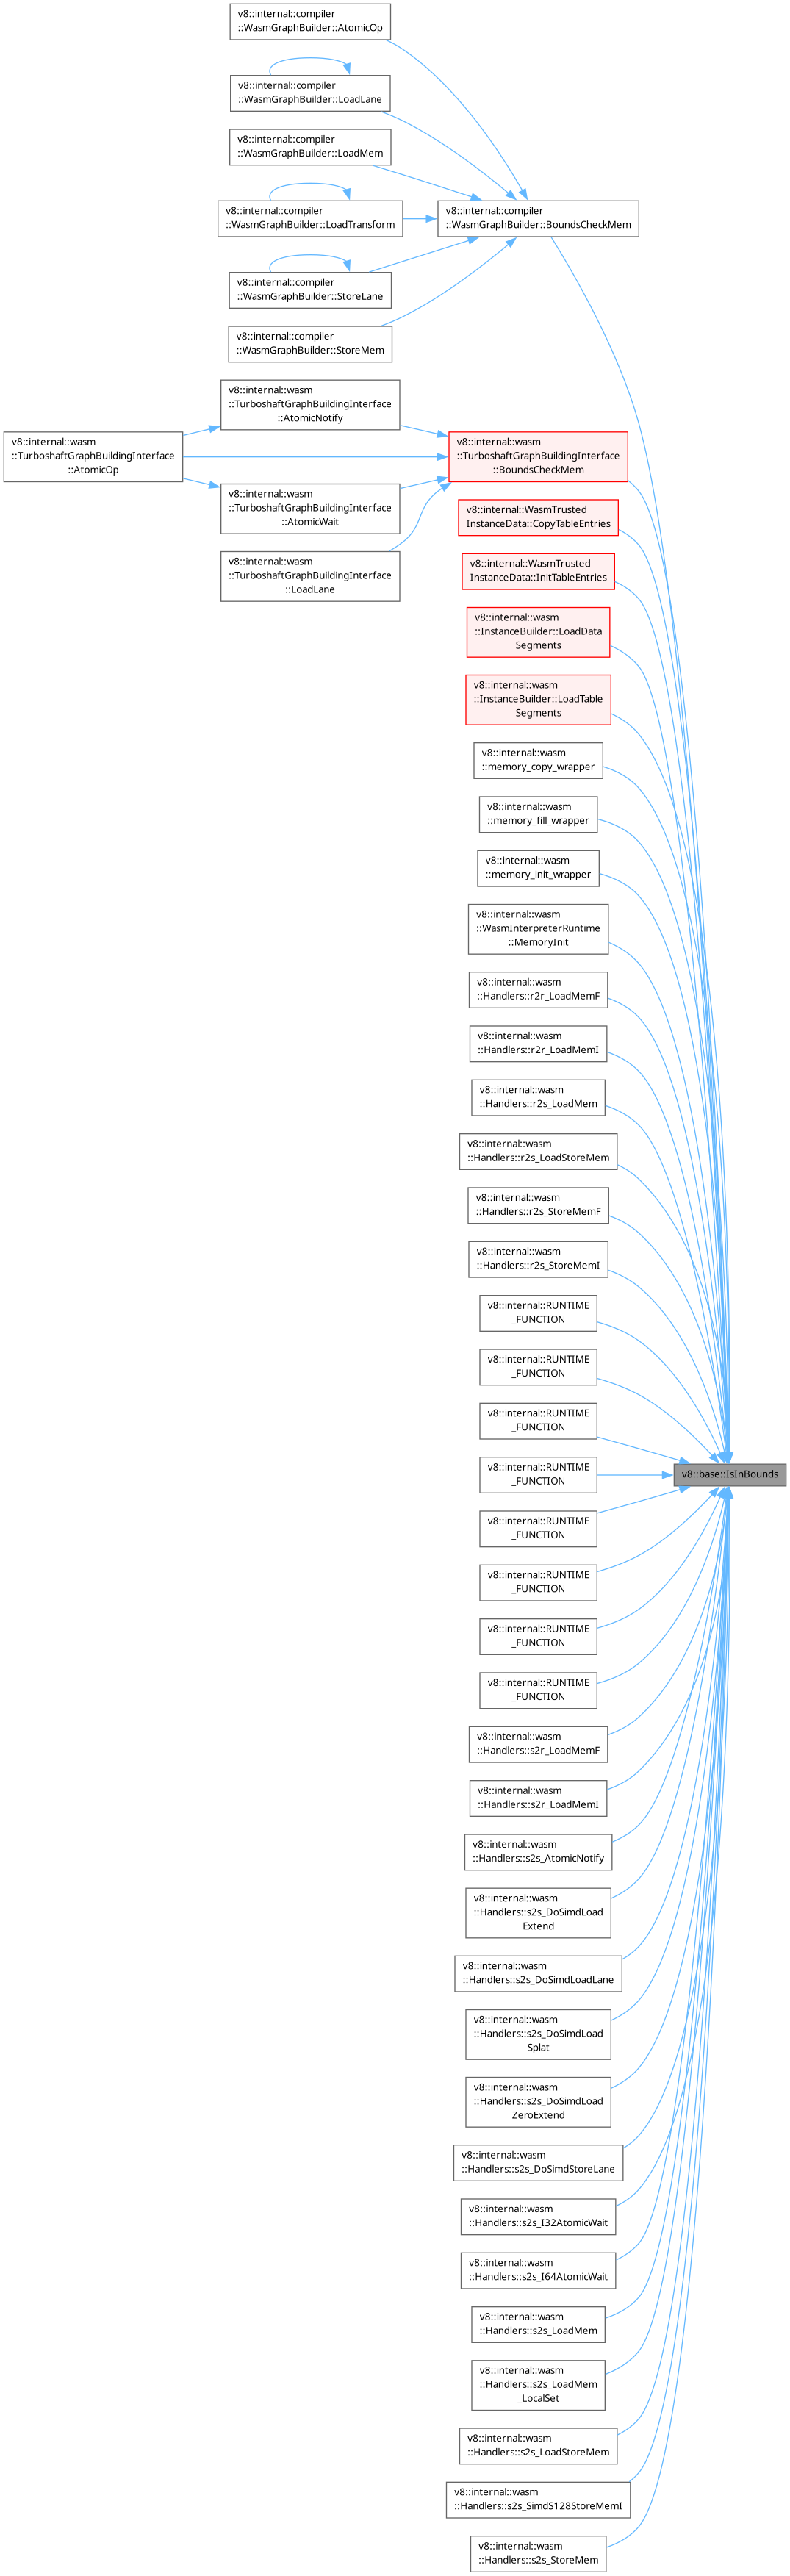 v8::internal::compiler
::WasmGraphBuilder::AtomicOp
v8::internal::compiler
::WasmGraphBuilder::LoadLane
v8::internal::compiler
::WasmGraphBuilder::LoadMem
v8::internal::compiler
::WasmGraphBuilder::LoadTransform
v8::internal::compiler
::WasmGraphBuilder::BoundsCheckMem
v8::internal::compiler
::WasmGraphBuilder::StoreLane
v8::internal::compiler
::WasmGraphBuilder::StoreMem
v8::internal::wasm
::TurboshaftGraphBuildingInterface
::AtomicNotify
v8::internal::wasm
::TurboshaftGraphBuildingInterface
::AtomicOp
v8::internal::wasm
::TurboshaftGraphBuildingInterface
::BoundsCheckMem
v8::internal::wasm
::TurboshaftGraphBuildingInterface
::AtomicWait
v8::internal::wasm
::TurboshaftGraphBuildingInterface
::LoadLane
v8::internal::WasmTrusted
InstanceData::CopyTableEntries
v8::internal::WasmTrusted
InstanceData::InitTableEntries
v8::internal::wasm
::InstanceBuilder::LoadData
Segments
v8::internal::wasm
::InstanceBuilder::LoadTable
Segments
v8::internal::wasm
::memory_copy_wrapper
v8::internal::wasm
::memory_fill_wrapper
v8::internal::wasm
::memory_init_wrapper
v8::internal::wasm
::WasmInterpreterRuntime
::MemoryInit
v8::internal::wasm
::Handlers::r2r_LoadMemF
v8::internal::wasm
::Handlers::r2r_LoadMemI
v8::internal::wasm
::Handlers::r2s_LoadMem
v8::internal::wasm
::Handlers::r2s_LoadStoreMem
v8::internal::wasm
::Handlers::r2s_StoreMemF
v8::internal::wasm
::Handlers::r2s_StoreMemI
v8::internal::RUNTIME
_FUNCTION
v8::internal::RUNTIME
_FUNCTION
v8::internal::RUNTIME
_FUNCTION
v8::internal::RUNTIME
_FUNCTION
v8::base::IsInBounds
v8::internal::RUNTIME
_FUNCTION
v8::internal::RUNTIME
_FUNCTION
v8::internal::RUNTIME
_FUNCTION
v8::internal::RUNTIME
_FUNCTION
v8::internal::wasm
::Handlers::s2r_LoadMemF
v8::internal::wasm
::Handlers::s2r_LoadMemI
v8::internal::wasm
::Handlers::s2s_AtomicNotify
v8::internal::wasm
::Handlers::s2s_DoSimdLoad
Extend
v8::internal::wasm
::Handlers::s2s_DoSimdLoadLane
v8::internal::wasm
::Handlers::s2s_DoSimdLoad
Splat
v8::internal::wasm
::Handlers::s2s_DoSimdLoad
ZeroExtend
v8::internal::wasm
::Handlers::s2s_DoSimdStoreLane
v8::internal::wasm
::Handlers::s2s_I32AtomicWait
v8::internal::wasm
::Handlers::s2s_I64AtomicWait
v8::internal::wasm
::Handlers::s2s_LoadMem
v8::internal::wasm
::Handlers::s2s_LoadMem
_LocalSet
v8::internal::wasm
::Handlers::s2s_LoadStoreMem
v8::internal::wasm
::Handlers::s2s_SimdS128StoreMemI
v8::internal::wasm
::Handlers::s2s_StoreMem